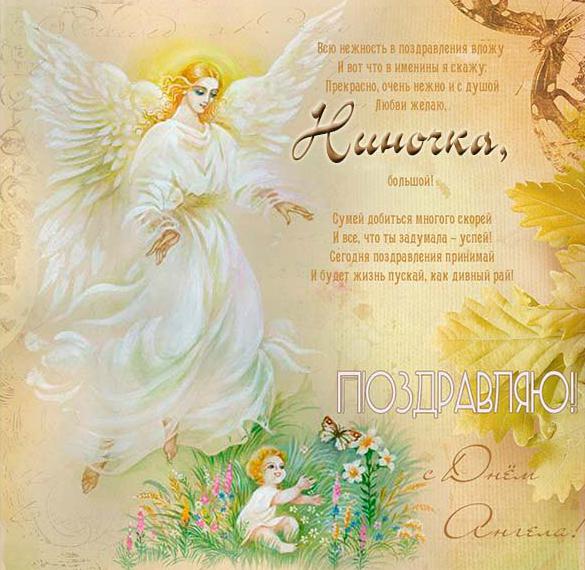 Всю нежность в поздравления вложу
И вот что в именины я скажу:
Прекрасно, очень нежно и с душой
Любви желаю,
Ниночка,
большой!
Сумей добиться многого скорей
И все, что ты задумала – успей!
Сегодня поздравления принимай
И будет жизнь пускай, как дивный рай!
ПОЗДРАВЛЯЮ!
с Днём
Ангела.